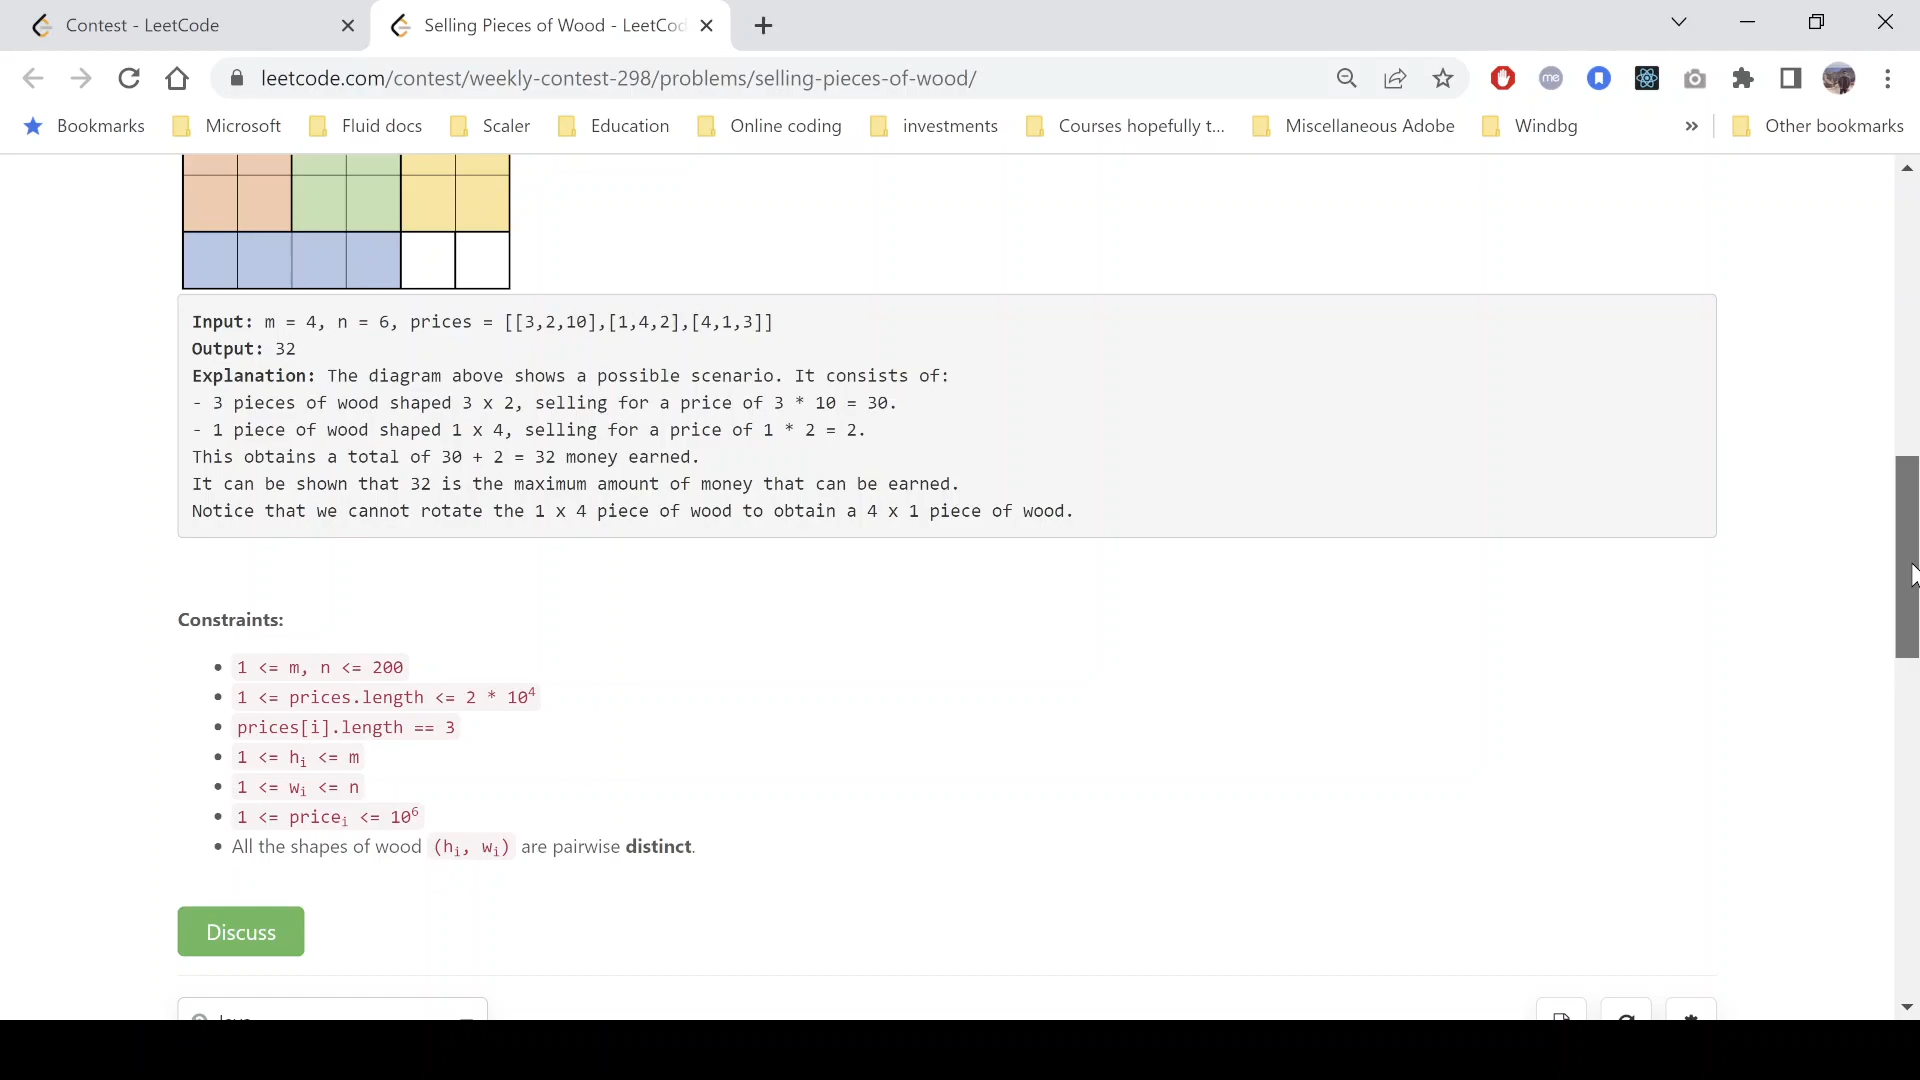 Contest - LeetCode
Selling Pieces of Wood - LeetCod
leetcode.com/contest/weekly-contest-298/problems/selling-pieces-of-wood/
me
Bookmarks Microsoft Fluid docs Scaler Education Online coding investments Courses hopefully t... Miscellaneous Adobe Windbg » Other bookmarks
Input: m = 4, n = 6, prices = [[3,2,10],[1,4,2],[4,1,3]]
Output: 32
Explanation: The diagram above shows a possible scenario. It consists of:
- 3 pieces of wood shaped 3 x 2, selling for a price of 3 * 10 = 30.
- 1 piece of wood shaped 1 x 4, selling for a price of 1 * 2 = 2.
This obtains a total of 30 + 2 = 32 money earned.
It can be shown that 32 is the maximum amount of money that can be earned.
Notice that we cannot rotate the 1 x 4 piece of wood to obtain a 4 x 1 piece of wood.
Constraints:
• 1 <= m, n <= 200
• 1 <= prices.length <= 2 * 10⁴
• prices[i].length == 3
• 1 <= hᵢ <= m
• 1 <= wᵢ <= n
• 1 <= priceᵢ <= 10⁶
• All the shapes of wood (hᵢ, wᵢ) are pairwise distinct.
Discuss